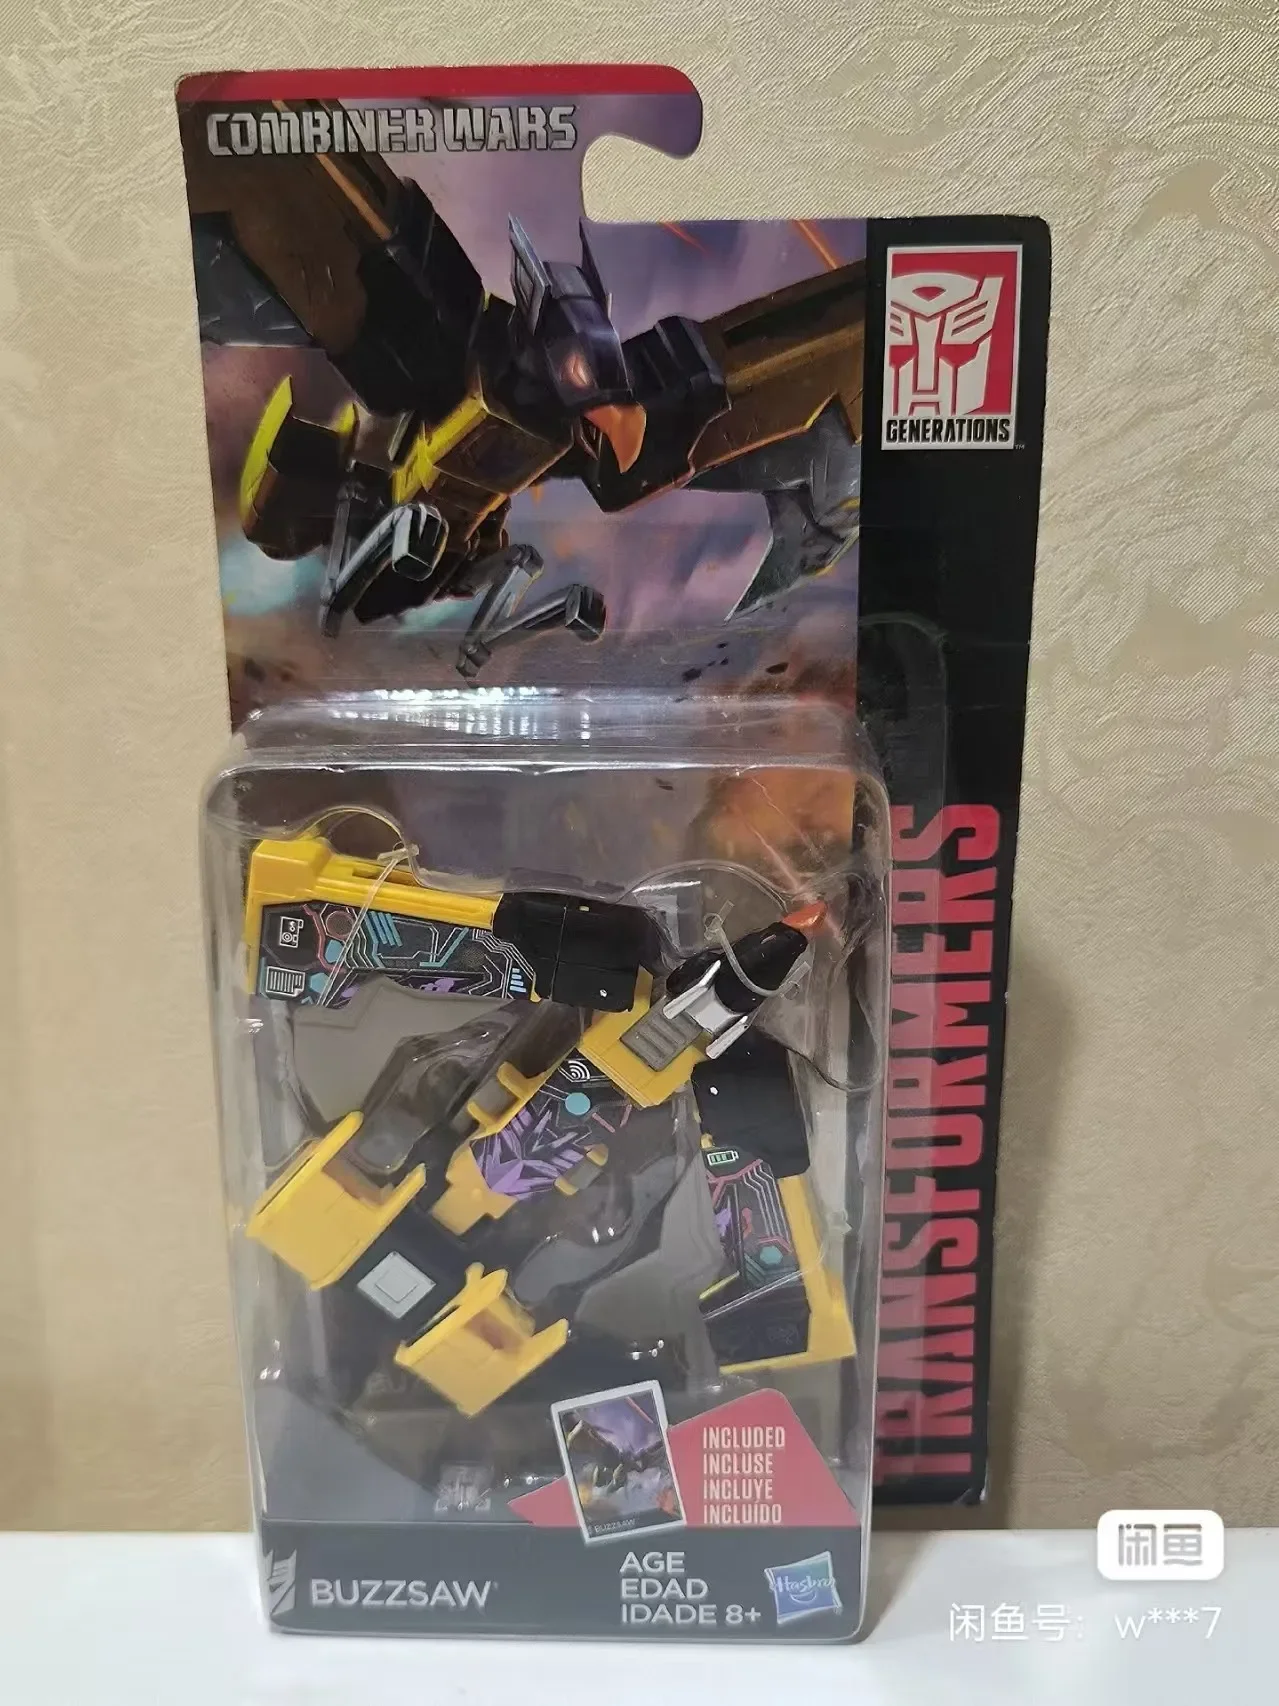 COMBINER WARS
GENERATIONS
TRANSFORMERS
INCLUDED
INCLUSE
INCLUYE
INCLUÍDO
BUZZSAW
BUZZSAW
AGE
EDAD
IDADE 8+
Hasbro
闲鱼
闲鱼号：w***7